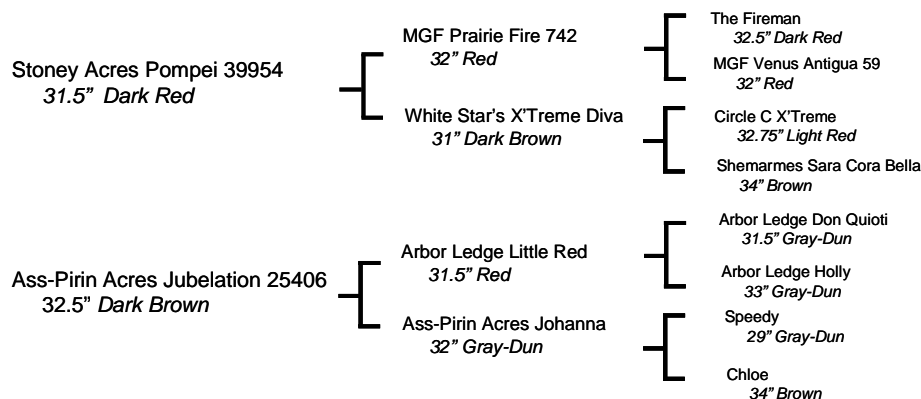 Stoney Acres Pompei 39954
31.5" Dark Red
MGF Prairie Fire 742
32" Red
White Star's X'Treme Diva
31" Dark Brown
The Fireman
32.5" Dark Red
MGF Venus Antigua 59
32" Red
Circle C X'Treme
32.75" Light Red
Shemarmes Sara Cora Bella
34" Brown
Ass-Pirin Acres Jubelation 25406
32.5" Dark Brown
Arbor Ledge Little Red
31.5" Red
Ass-Pirin Acres Johanna
32" Gray-Dun
Arbor Ledge Don Quioti
31.5" Gray-Dun
Arbor Ledge Holly
33" Gray-Dun
Speedy
29" Gray-Dun
Chloe
34" Brown